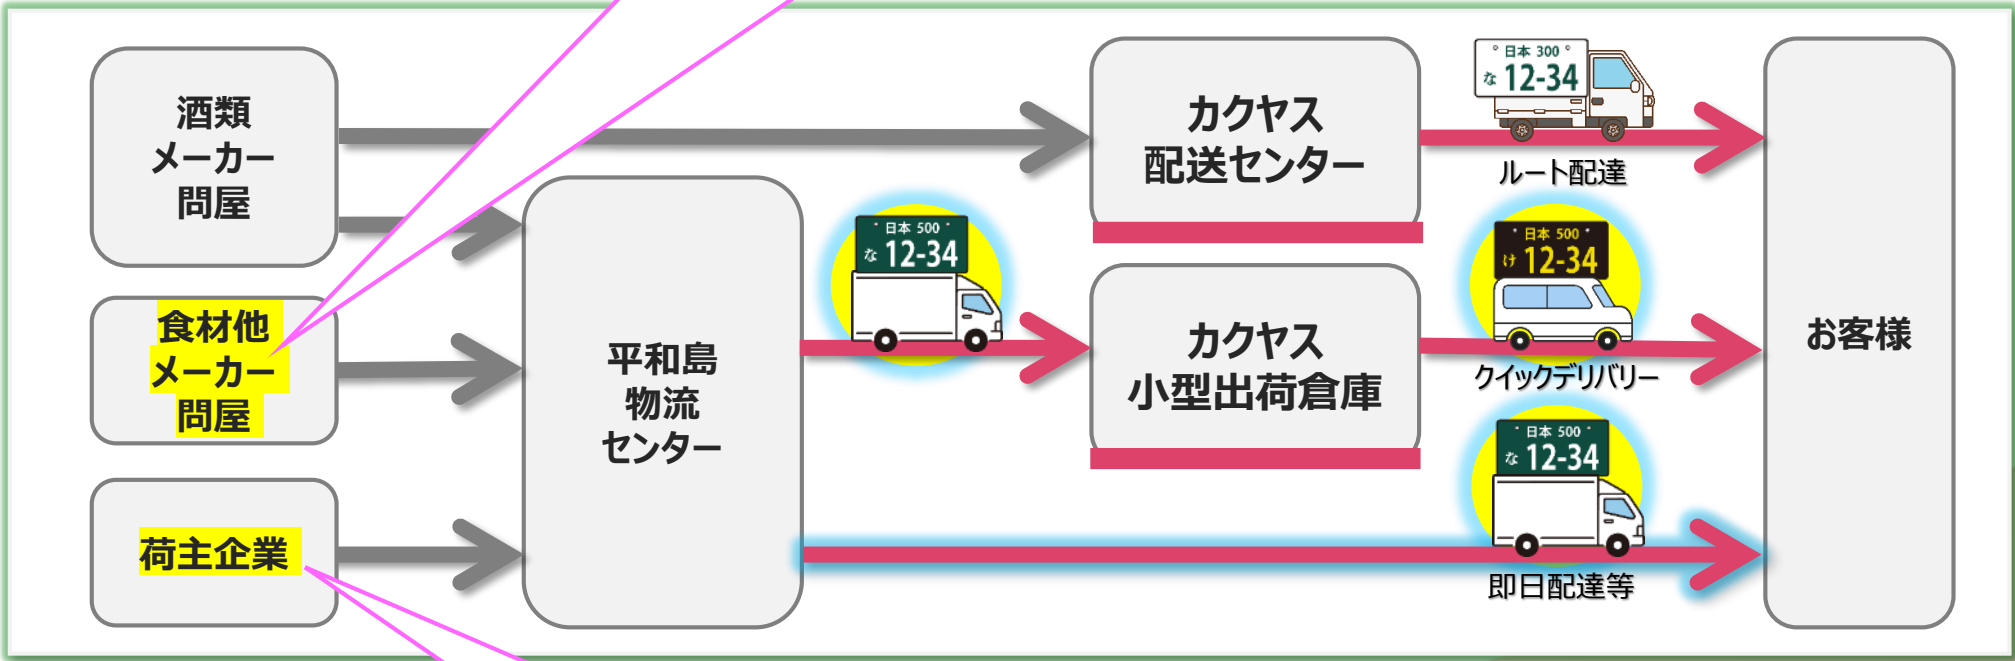 酒類
メーカー
問屋
食材他
メーカー
問屋
荷主企業
平和島
物流
センター
日本 500
な 12-34
カクヤス
配送センター
カクヤス
小型出荷倉庫
日本 300
な 12-34
ルート配達
日本 500
け 12-34
クイックデリバリー
日本 500
な 12-34
即日配達等
お客様